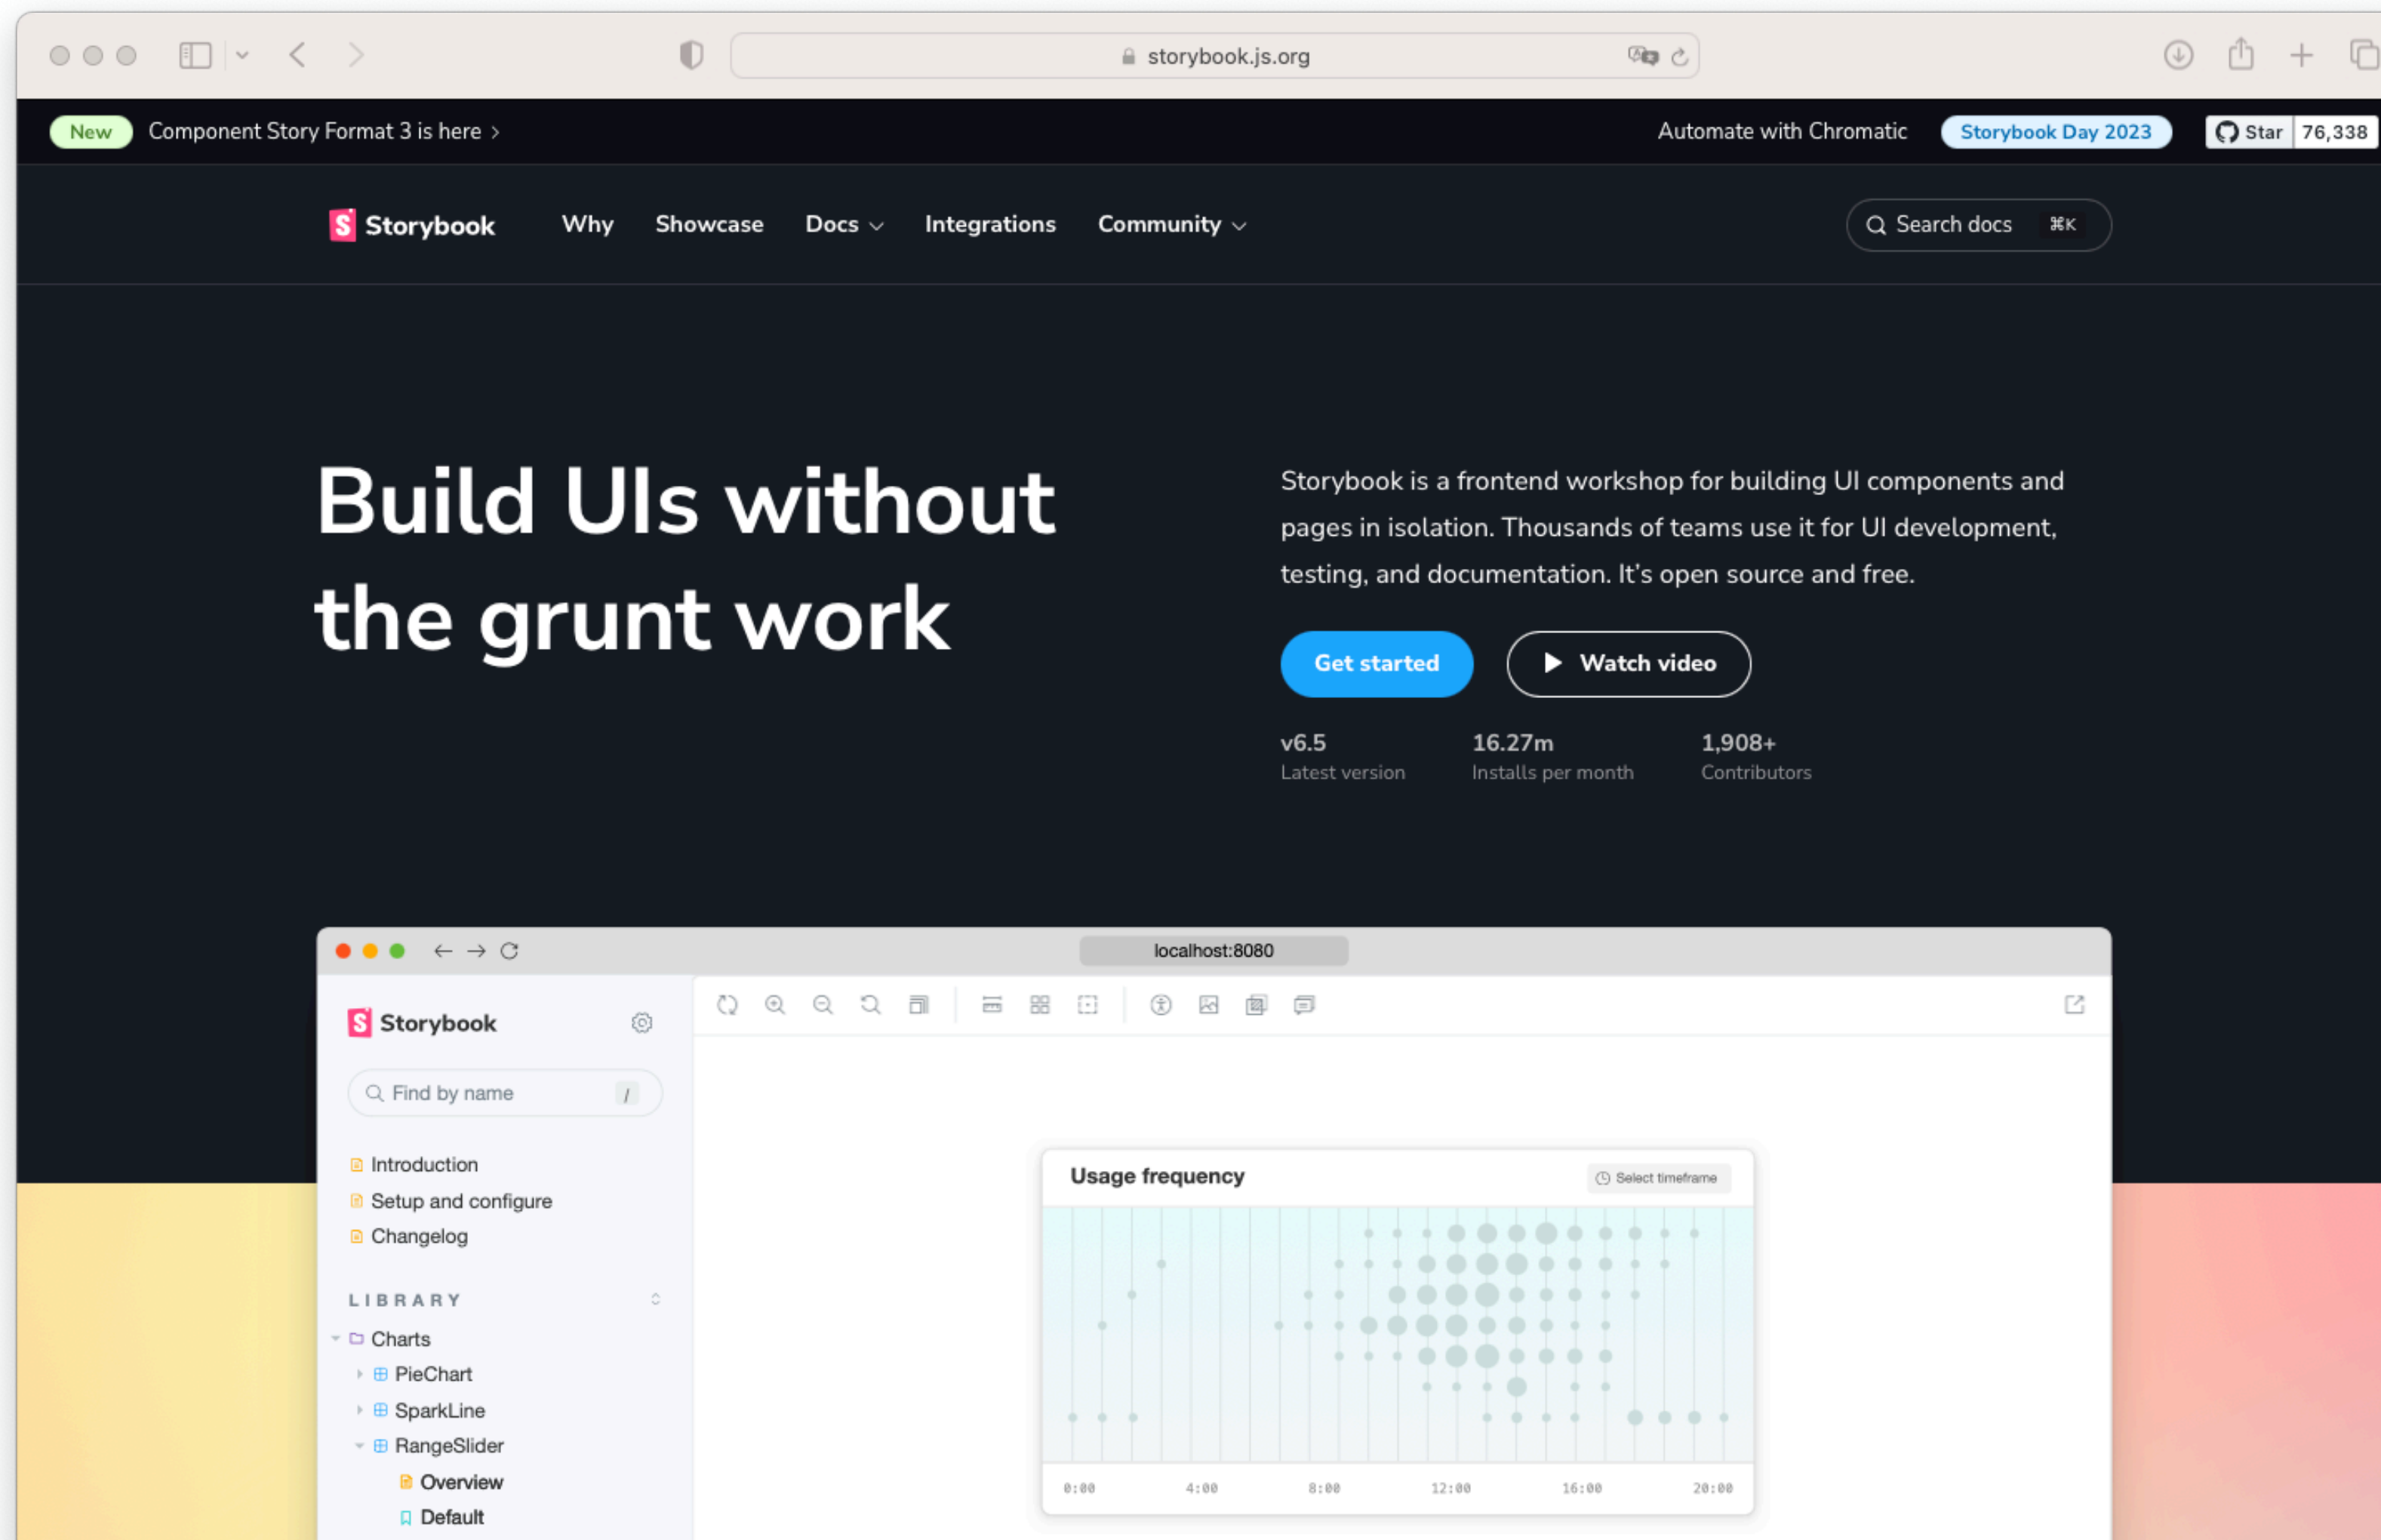 storybook.js.org
New Component Story Format 3 is here
Automate with Chromatic Storybook Day 2023 Star 76,338
Storybook Why Showcase Docs Integrations Community Search docs ⌘K
Build UIs without
the grunt work
Storybook is a frontend workshop for building UI components and
pages in isolation. Thousands of teams use it for UI development,
testing, and documentation. It’s open source and free.
Get started Watch video
v6.5 16.27m 1,908+
Latest version Installs per month Contributors
localhost:8080
Storybook
Find by name /
Introduction
Setup and configure
Changelog
LIBRARY
Charts
PieChart
SparkLine
RangeSlider
Overview
Default
Usage frequency Select timeframe
0:00 4:00 8:00 12:00 16:00 20:00